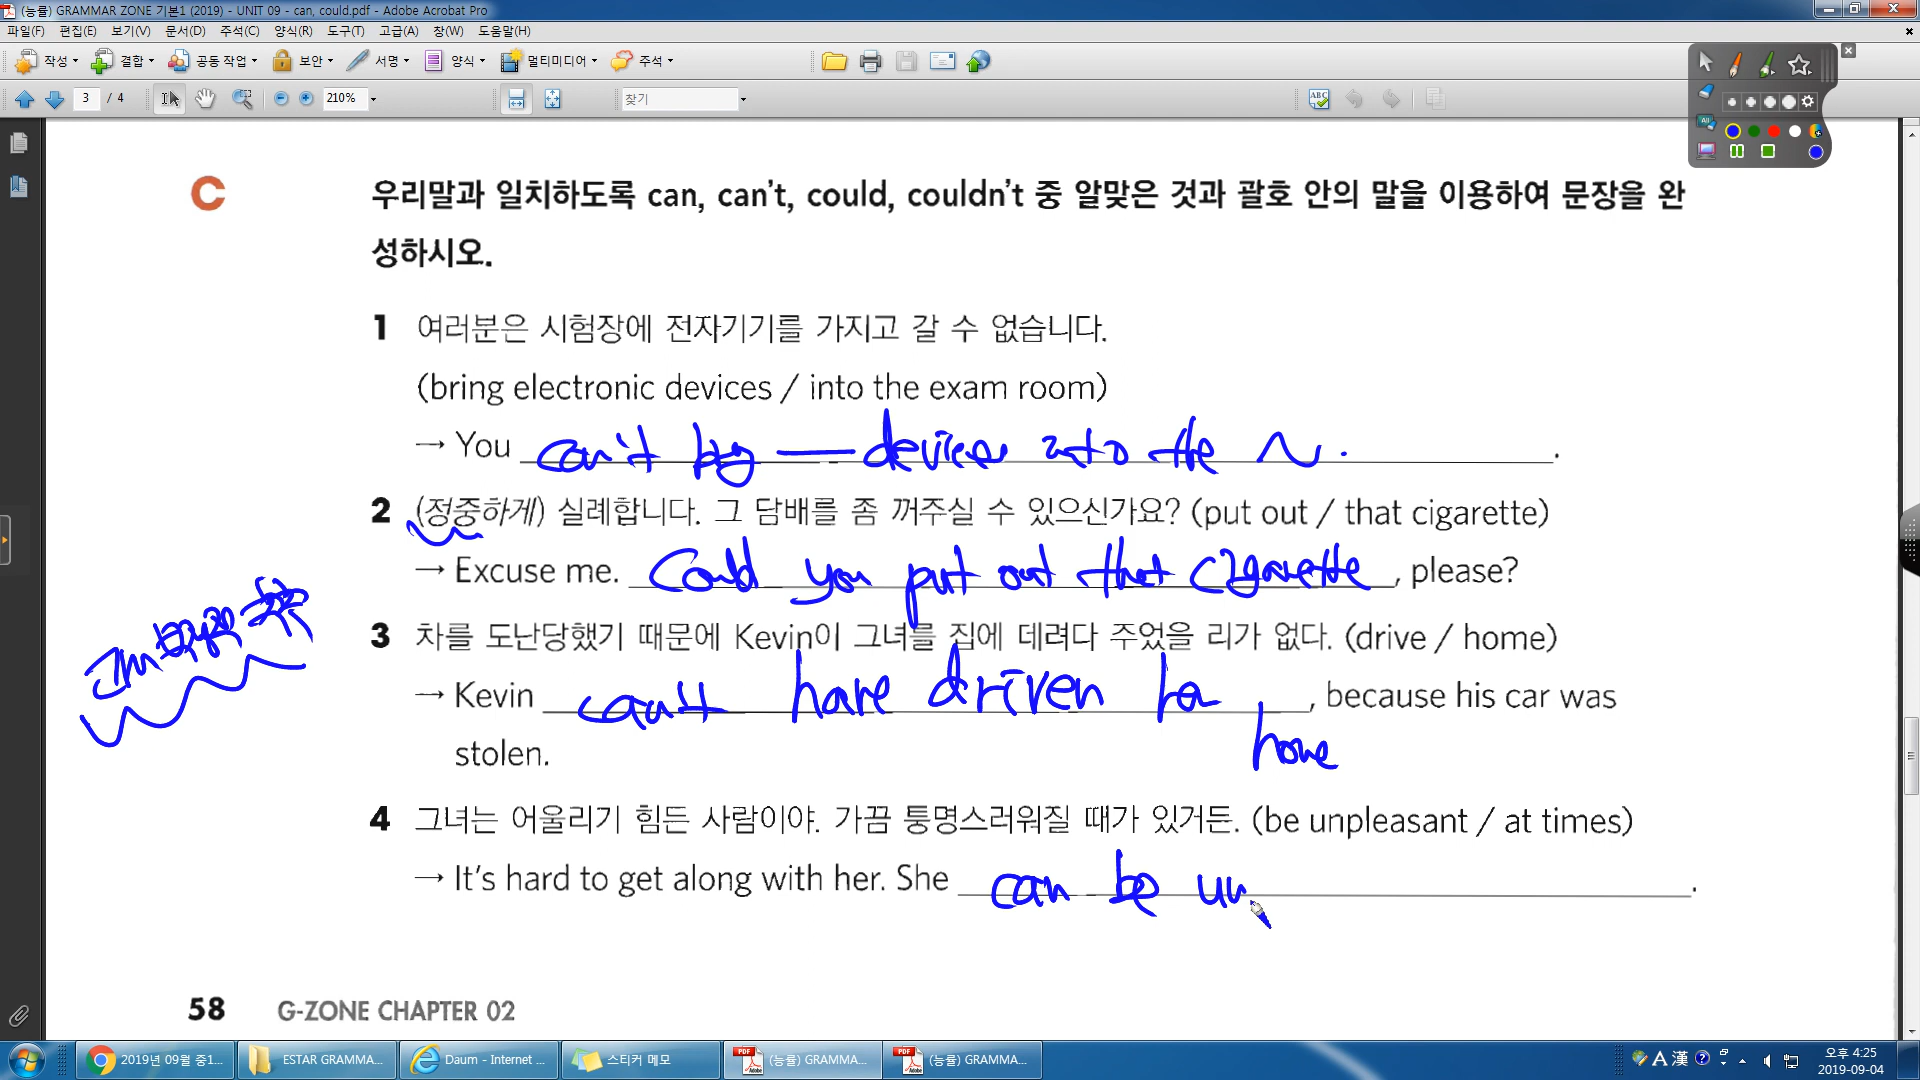 (능률) GRAMMAR ZONE 기본1 (2019) - UNIT 09 - can, could.pdf - Adobe Acrobat Pro
파일(F) 편집(E) 보기(V) 문서(D) 주석(C) 양식(R) 도구(T) 고급(A) 창(W) 도움말(H)
작성 결합 공동 작업 보안 서명 양식 멀티미디어 주석
3 / 4 210% 찾기
C 우리말과 일치하도록 can, can't, could, couldn't 중 알맞은 것과 괄호 안의 말을 이용하여 문장을 완
성하시오.
1 여러분은 시험장에 전자기기를 가지고 갈 수 없습니다.
(bring electronic devices / into the exam room)
→ You can't devices into the .
2 (정중하게) 실례합니다. 그 담배를 좀 꺼주실 수 있으신가요? (put out / that cigarette)
→ Excuse me. Could you put out that cigarette, please?
3 차를 도난당했기 때문에 Kevin이 그녀를 집에 데려다 주었을 리가 없다. (drive / home)
→ Kevin can't have driven her, because his car was
home
stolen.
4 그녀는 어울리기 힘든 사람이야. 가끔 퉁명스러워질 때가 있거든. (be unpleasant / at times)
→ It's hard to get along with her. She can be un.
58 G-ZONE CHAPTER 02
2019년 09월 중1... ESTAR GRAMMA... Daum - Internet ... 스티커 메모 (능률) GRAMMA... (능률) GRAMMA... A 漢 오후 4:25
2019-09-04